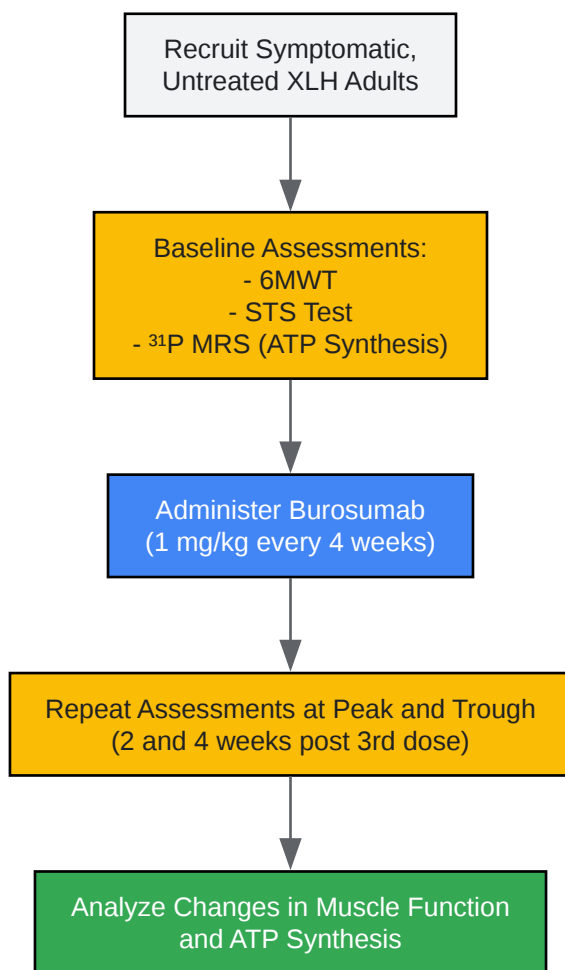 Recruit Symptomatic,
Untreated XLH Adults
Baseline Assessments:
- 6MWT
- STS Test
- ³¹P MRS (ATP Synthesis)
Administer Burosumab
(1 mg/kg every 4 weeks)
Repeat Assessments at Peak and Trough
(2 and 4 weeks post 3rd dose)
Analyze Changes in Muscle Function
and ATP Synthesis